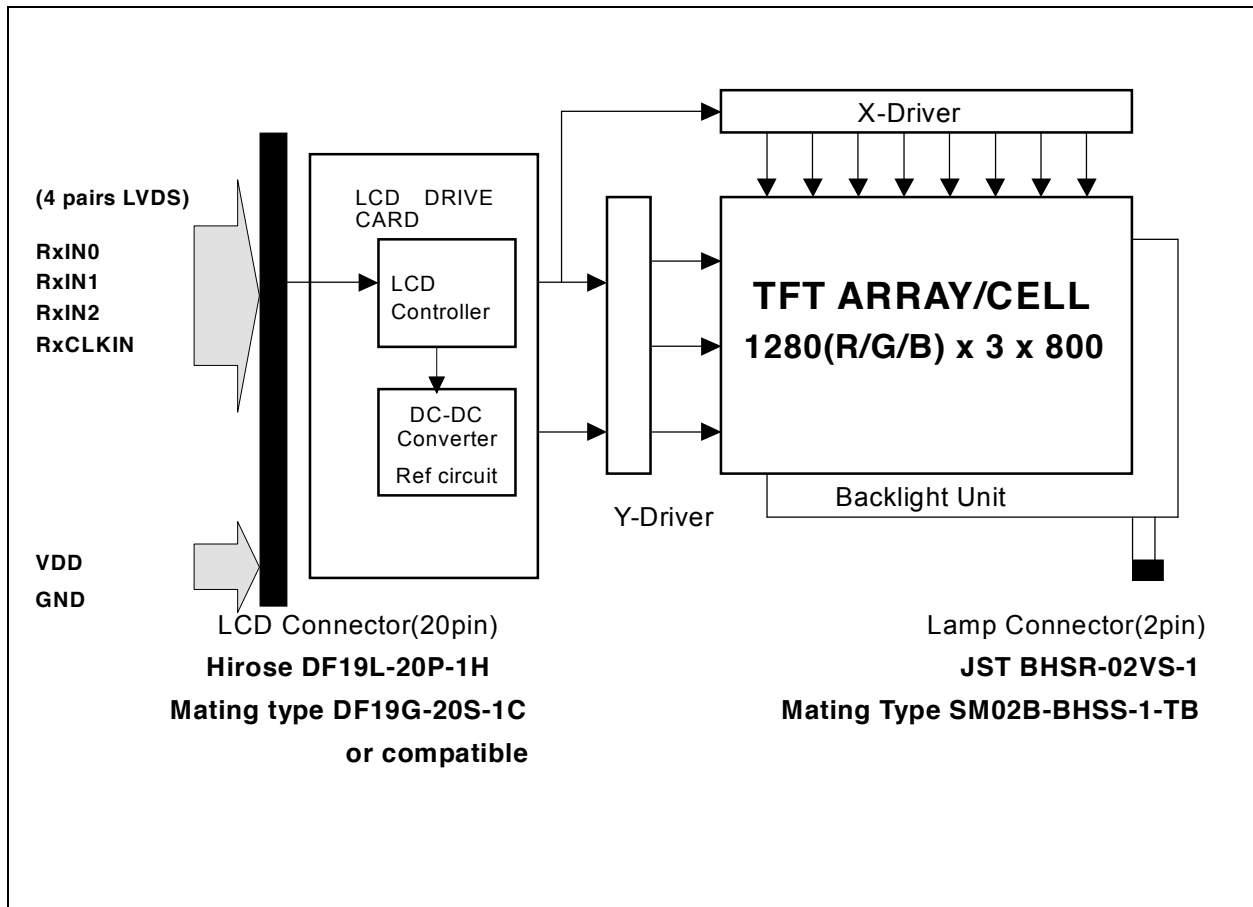 X-Driver
(4 pairs LVDS)
RxIN0
RxIN1
RxIN2
RxCLKIN
LCD DRIVE
CARD
LCD
Controller
DC-DC
Converter
Ref circuit
TFT ARRAY/CELL
1280(R/G/B) x 3 x 800
Y-Driver
Backlight Unit
VDD
GND
LCD Connector(20pin)
Hirose DF19L-20P-1H
Mating type DF19G-20S-1C
or compatible
Lamp Connector(2pin)
JST BHSR-02VS-1
Mating Type SM02B-BHSS-1-TB